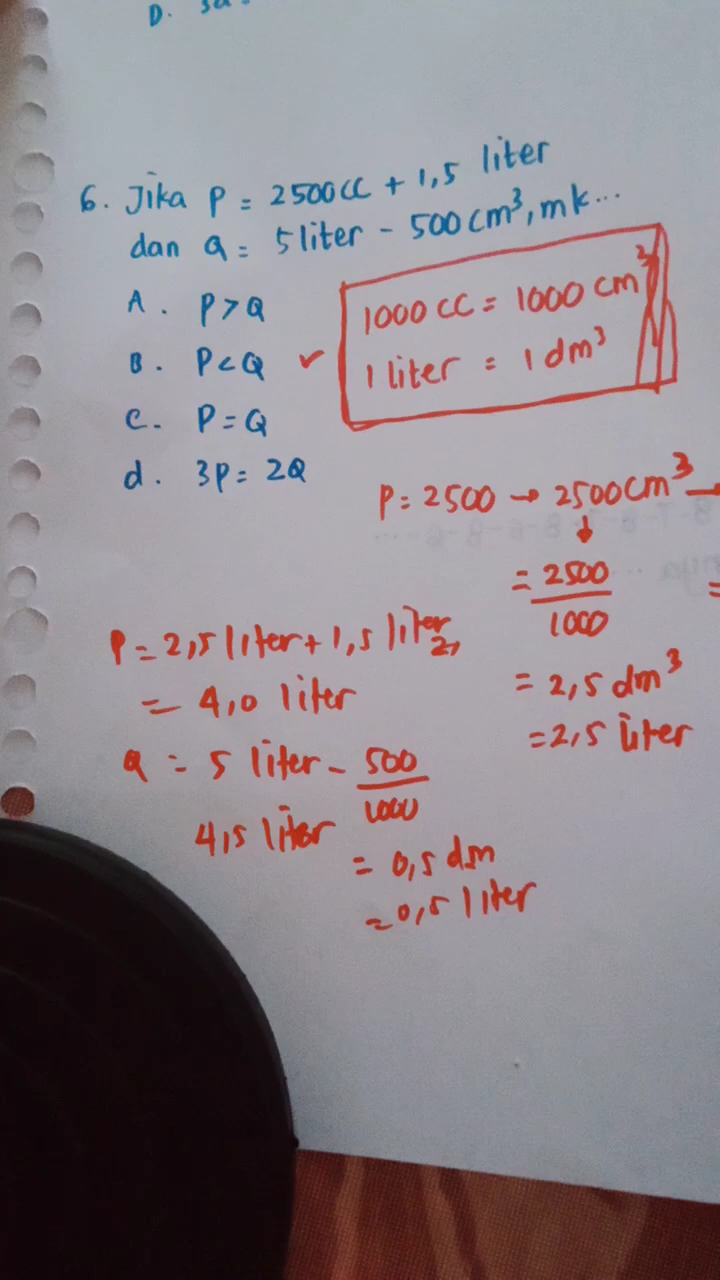 D.
6. Jika P = 2500 CC + 1,5 liter
dan Q = 5 liter - 500 cm³, mk...
A. P > Q
B. P < Q ✓
C. P = Q
d. 3P = 2Q
1000 CC = 1000 cm³
1 liter = 1 dm³
P = 2500 → 2500 cm³ →
↓
= 2500
1000
= 2,5 dm³
= 2,5 liter
=
P = 2,5 liter + 1,5 liter
= 4,0 liter
Q = 5 liter - 500
1000
4,5 liter
= 0,5 dm
= 0,5 liter